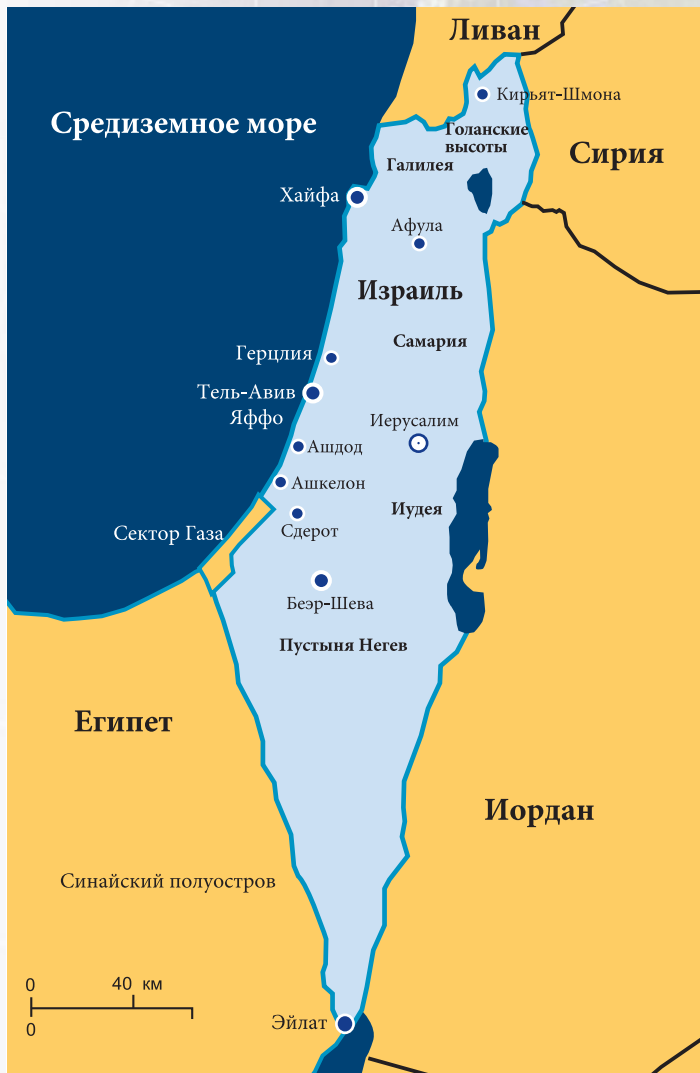 Ливан
Кирьят-Шмона
Средиземное море
Голанские
высоты
Сирия
Галилея
Хайфа
Афула
Израиль
Самария
Герцлия
Тель-Авив
Яффо
Иерусалим
Ашдод
Ашкелон
Иудея
Сектор Газа
Сдерот
Беэр-Шева
Пустыня Негев
Египет
Иордан
Синайский полуостров
0 40 км
0
Эйлат